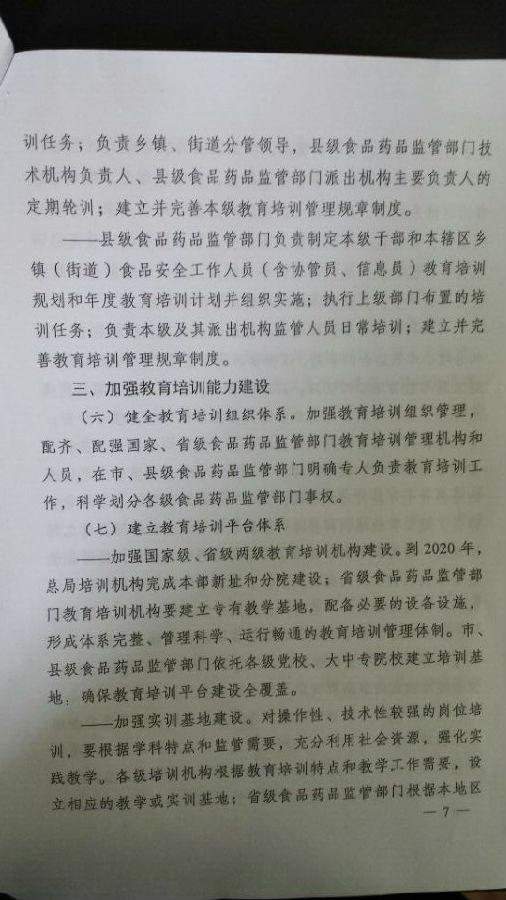 训任务；负责乡镇、街道分管领导，县级食品药品监管部门技
术机构负责人、县级食品药品监管部门派出机构主要负责人的
定期轮训；建立并完善本级教育培训管理规章制度。
——县级食品药品监管部门负责制定本级干部和本辖区乡
镇（街道）食品安全工作人员（含协管员、信息员）教育培训
规划和年度教育培训计划并组织实施；执行上级部门布置的培
训任务；负责本级及其派出机构监管人员日常培训；建立并完
善教育培训管理规章制度。
三、加强教育培训能力建设
（六）健全教育培训组织体系。加强教育培训组织管理，
配齐、配强国家、省级食品药品监管部门教育培训管理机构和
人员，在市、县级食品药品监管部门明确专人负责教育培训工
作，科学划分各级食品药品监管部门事权。
（七）建立教育培训平台体系
——加强国家级、省级两级教育培训机构建设。到2020年，
总局培训机构完成本部新址和分院建设；省级食品药品监管部
门教育培训机构要建立专有教学基地，配备必要的设备设施，
形成体系完整、管理科学、运行畅通的教育培训管理体制。市、
县级食品药品监管部门依托各级党校、大中专院校建立培训基
地；确保教育培训平台建设全覆盖。
——加强实训基地建设。对操作性、技术性较强的岗位培
训，要根据学科特点和监管需要，充分利用社会资源，强化实
践教学。各级培训机构根据教育培训特点和教学工作需要，设
立相应的教学或实训基地；省级食品药品监管部门根据本地区
— 7 —